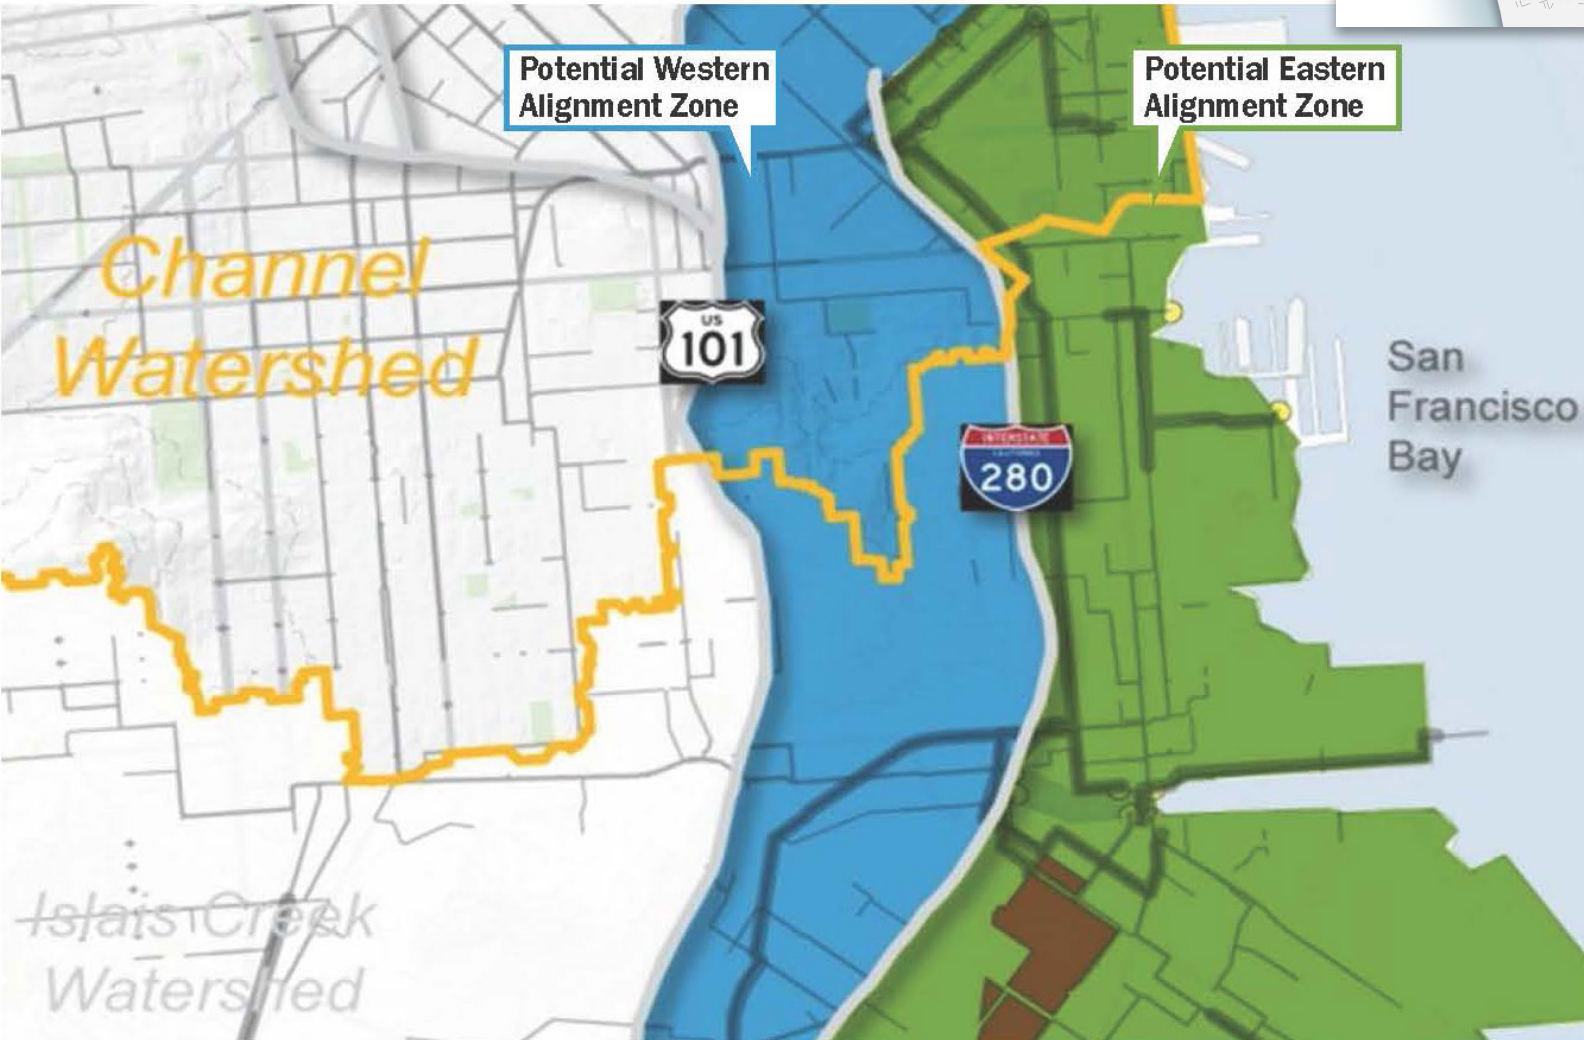 Potential Western
Alignment Zone
Potential Eastern
Alignment Zone
Channel
Watershed
US
101
San
Francisco
Bay
INTERSTATE
CALIFORNIA
280
Islais Creek
Watershed